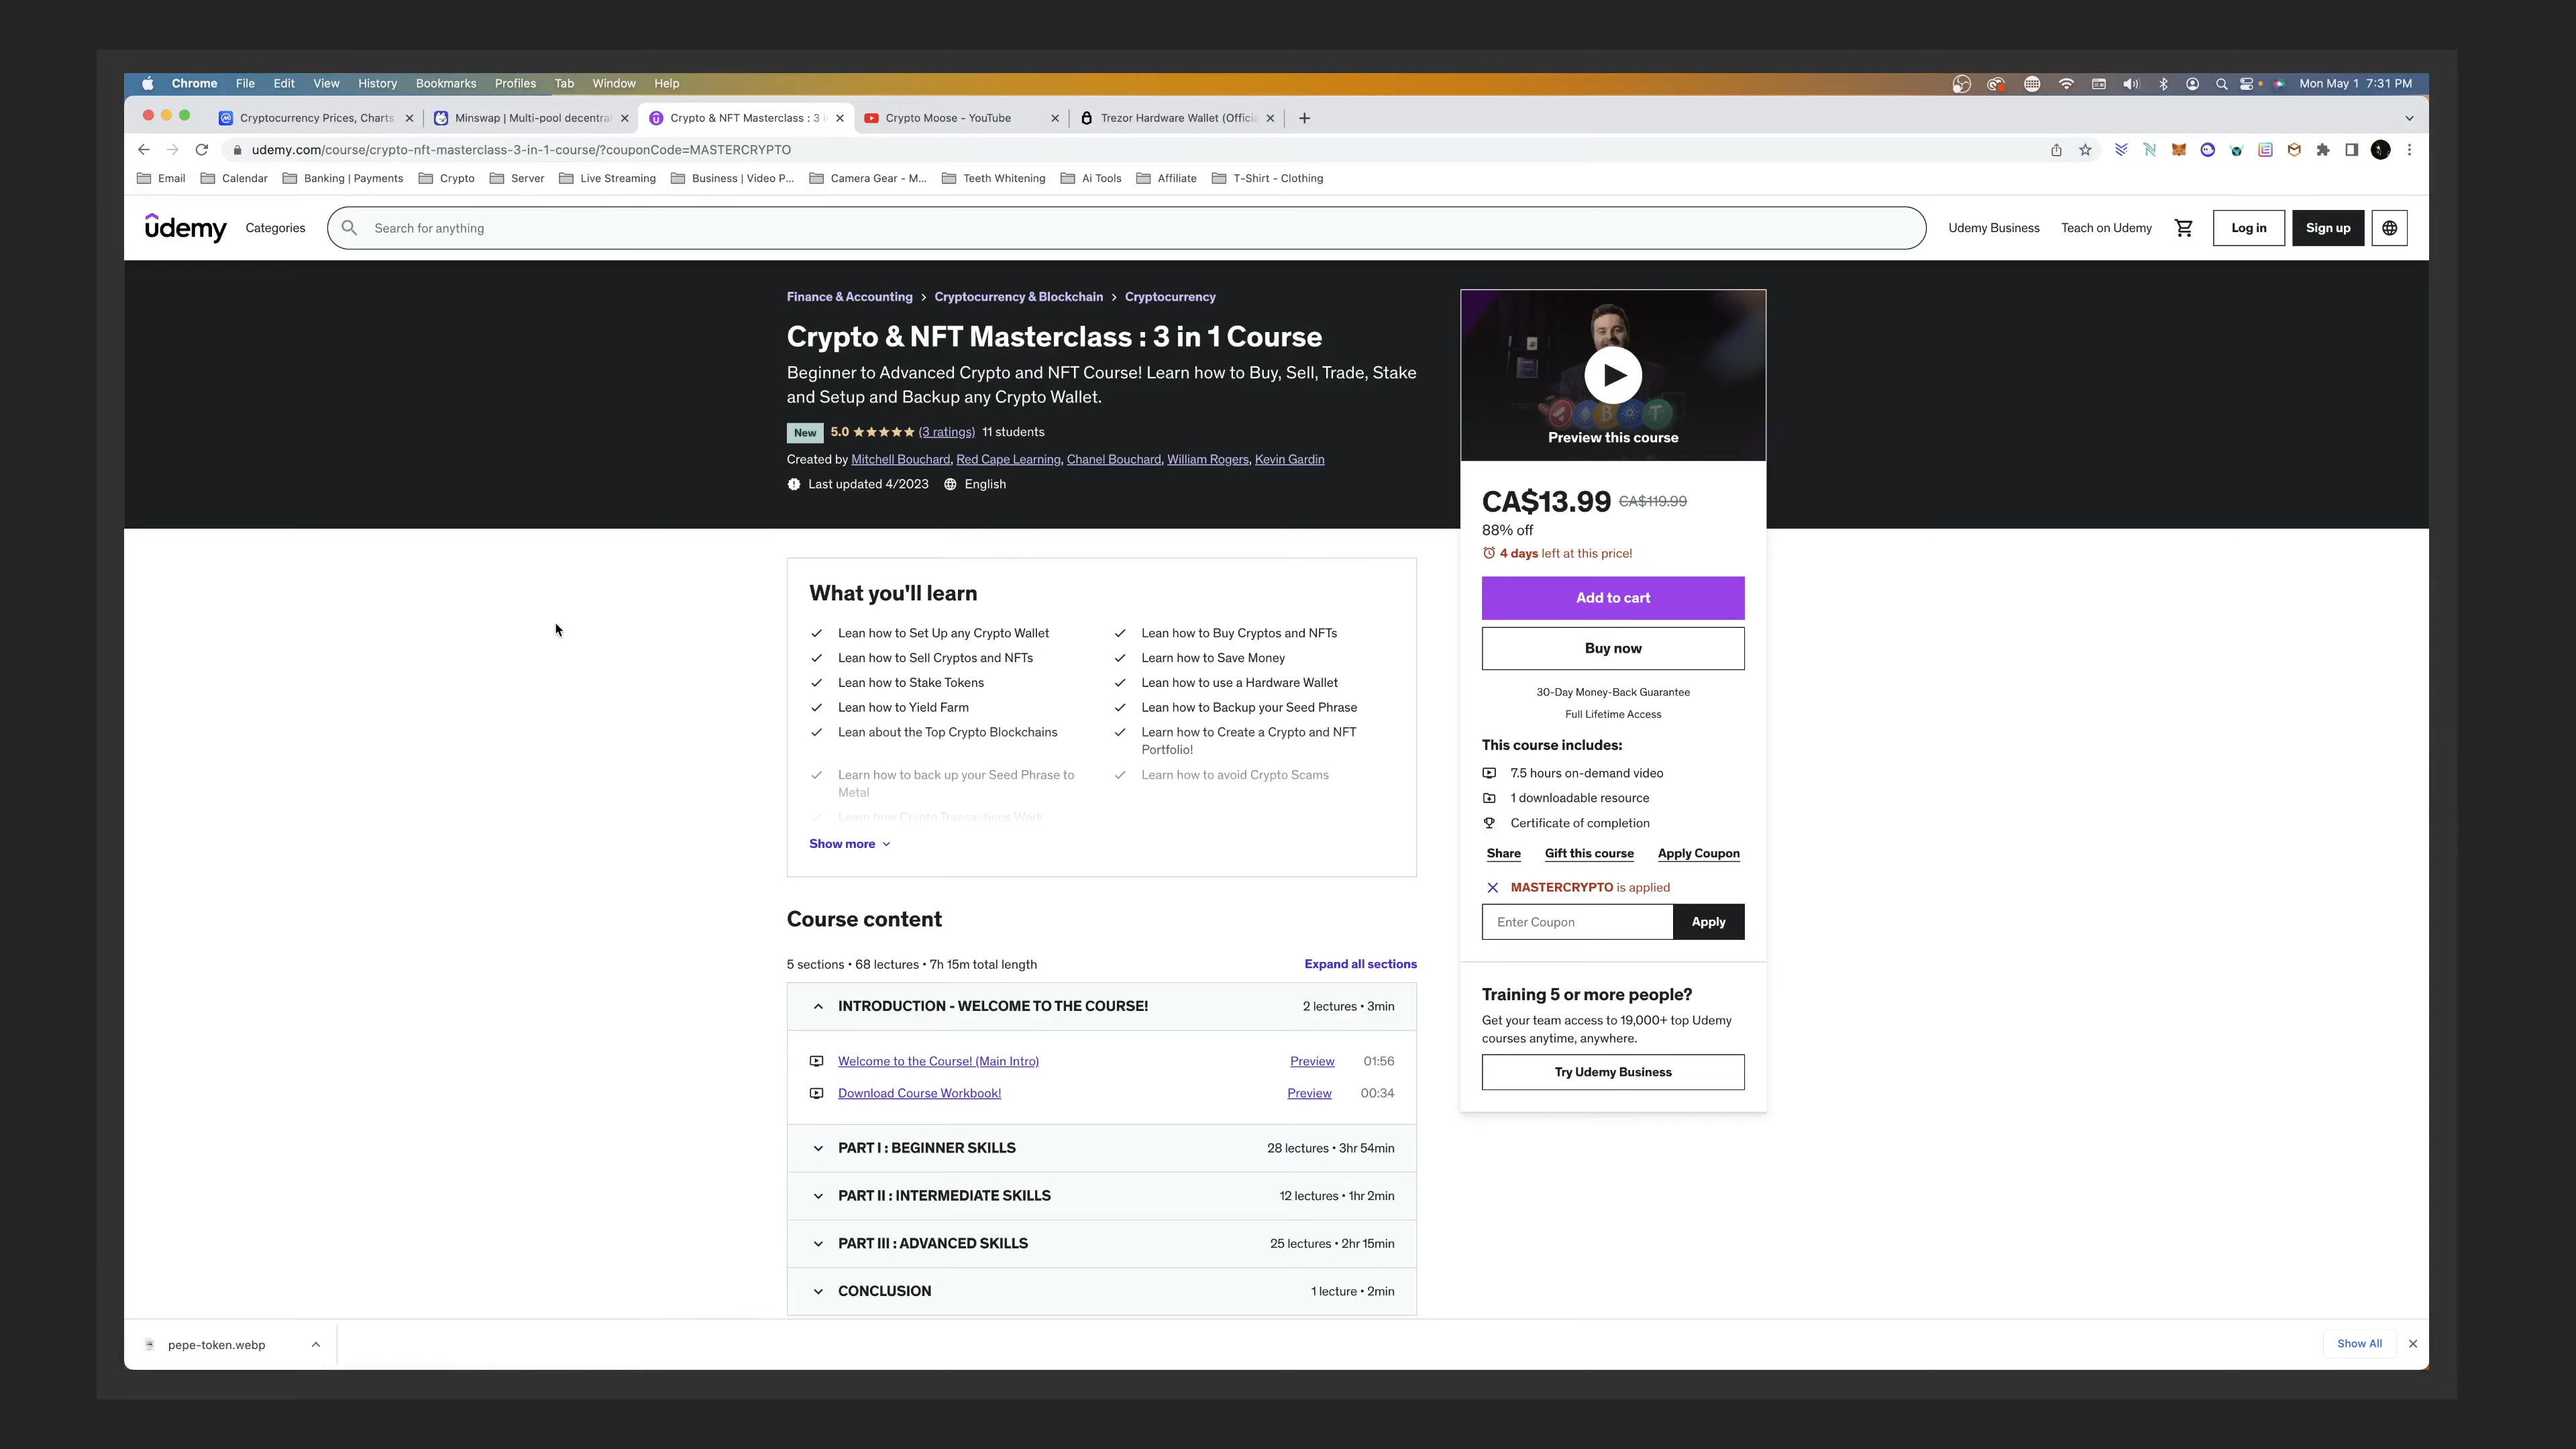 Chrome File Edit View History Bookmarks Profiles Tab Window Help
Mon May 1 7:31 PM
Cryptocurrency Prices, Charts
Minswap | Multi-pool decentra
Crypto & NFT Masterclass : 3 i
Crypto Moose - YouTube
Trezor Hardware Wallet (Officia
udemy.com/course/crypto-nft-masterclass-3-in-1-course/?couponCode=MASTERCRYPTO
Email Calendar Banking | Payments Crypto Server Live Streaming Business | Video P... Camera Gear - M... Teeth Whitening Ai Tools Affiliate T-Shirt - Clothing
udemy
Categories
Search for anything
Udemy Business
Teach on Udemy
Log in
Sign up
Finance & Accounting > Cryptocurrency & Blockchain > Cryptocurrency
Crypto & NFT Masterclass : 3 in 1 Course
Beginner to Advanced Crypto and NFT Course! Learn how to Buy, Sell, Trade, Stake
and Setup and Backup any Crypto Wallet.
New 5.0 (3 ratings) 11 students
Created by Mitchell Bouchard, Red Cape Learning, Chanel Bouchard, William Rogers, Kevin Gardin
Last updated 4/2023 English
Preview this course
CA$13.99 CA$119.99
88% off
4 days left at this price!
Add to cart
Buy now
30-Day Money-Back Guarantee
Full Lifetime Access
This course includes:
7.5 hours on-demand video
1 downloadable resource
Certificate of completion
Share Gift this course Apply Coupon
MASTERCRYPTO is applied
Enter Coupon Apply
Training 5 or more people?
Get your team access to 19,000+ top Udemy
courses anytime, anywhere.
Try Udemy Business
What you'll learn
Lean how to Set Up any Crypto Wallet
Lean how to Buy Cryptos and NFTs
Lean how to Sell Cryptos and NFTs
Learn how to Save Money
Lean how to Stake Tokens
Lean how to use a Hardware Wallet
Lean how to Yield Farm
Lean how to Backup your Seed Phrase
Lean about the Top Crypto Blockchains
Learn how to Create a Crypto and NFT
Portfolio!
Learn how to back up your Seed Phrase to
Metal
Learn how to avoid Crypto Scams
Learn how Crypto Transactions Work
Show more
Course content
5 sections • 68 lectures • 7h 15m total length
Expand all sections
INTRODUCTION - WELCOME TO THE COURSE! 2 lectures • 3min
Welcome to the Course! (Main Intro) Preview 01:56
Download Course Workbook! Preview 00:34
PART I : BEGINNER SKILLS 28 lectures • 3hr 54min
PART II : INTERMEDIATE SKILLS 12 lectures • 1hr 2min
PART III : ADVANCED SKILLS 25 lectures • 2hr 15min
CONCLUSION 1 lecture • 2min
pepe-token.webp
Show All